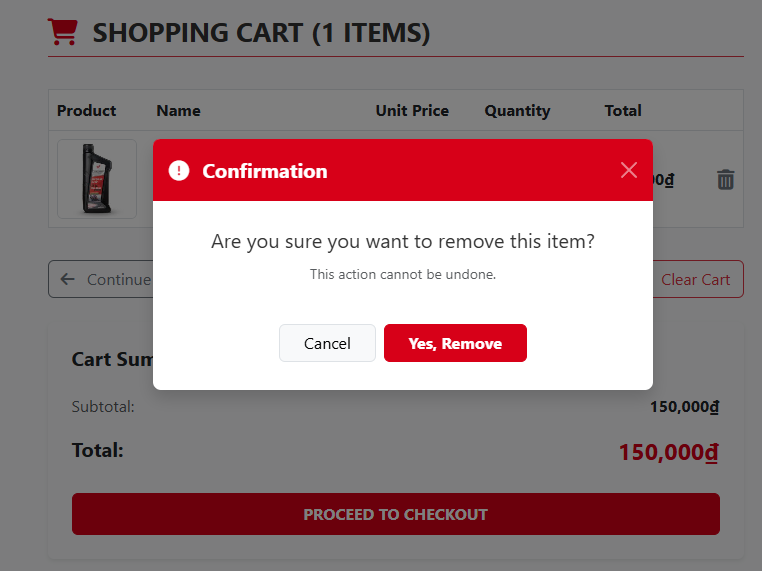 SHOPPING CART (1 ITEMS)
Product Name Unit Price Quantity Total
Confirmation
Are you sure you want to remove this item?
This action cannot be undone.
Cancel Yes, Remove
Continue
Clear Cart
Subtotal: 150,000₫
Total: 150,000₫
PROCEED TO CHECKOUT